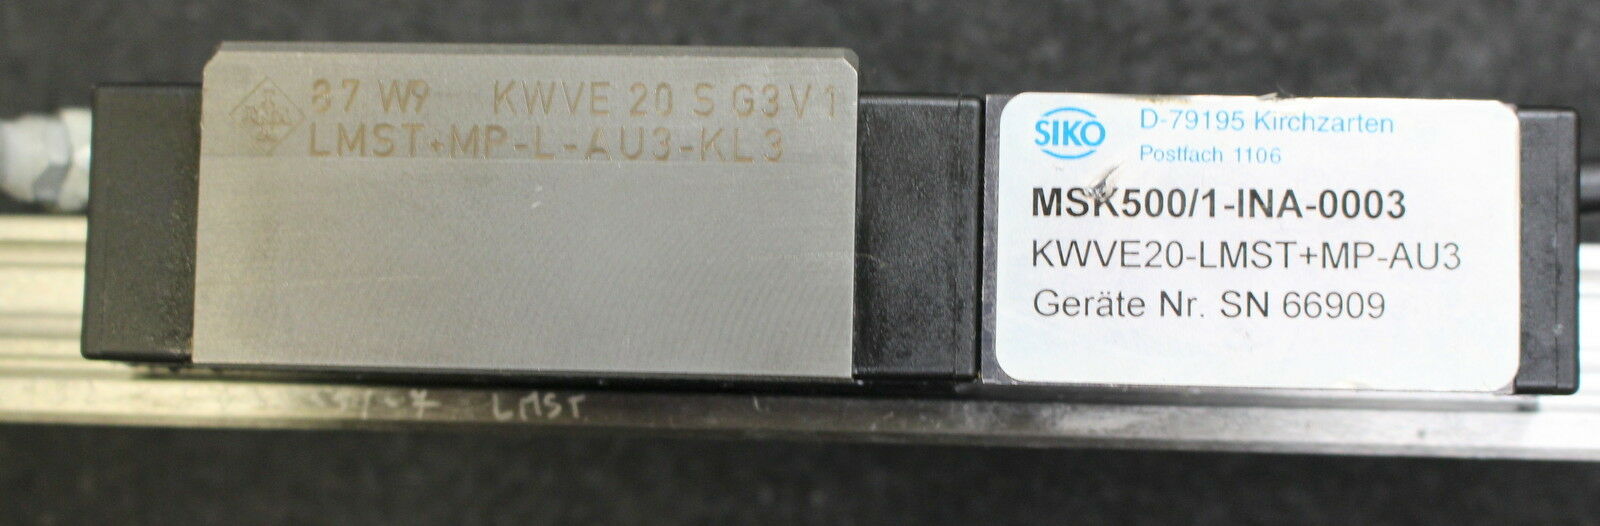 87 W9 KWVE 20 S G3V1
LMST+MP-L-AU3-KL3
SIKO
D-79195 Kirchzarten
Postfach 1106
MSK500/1-INA-0003
KWVE20-LMST+MP-AU3
Geräte Nr. SN 66909
LMST